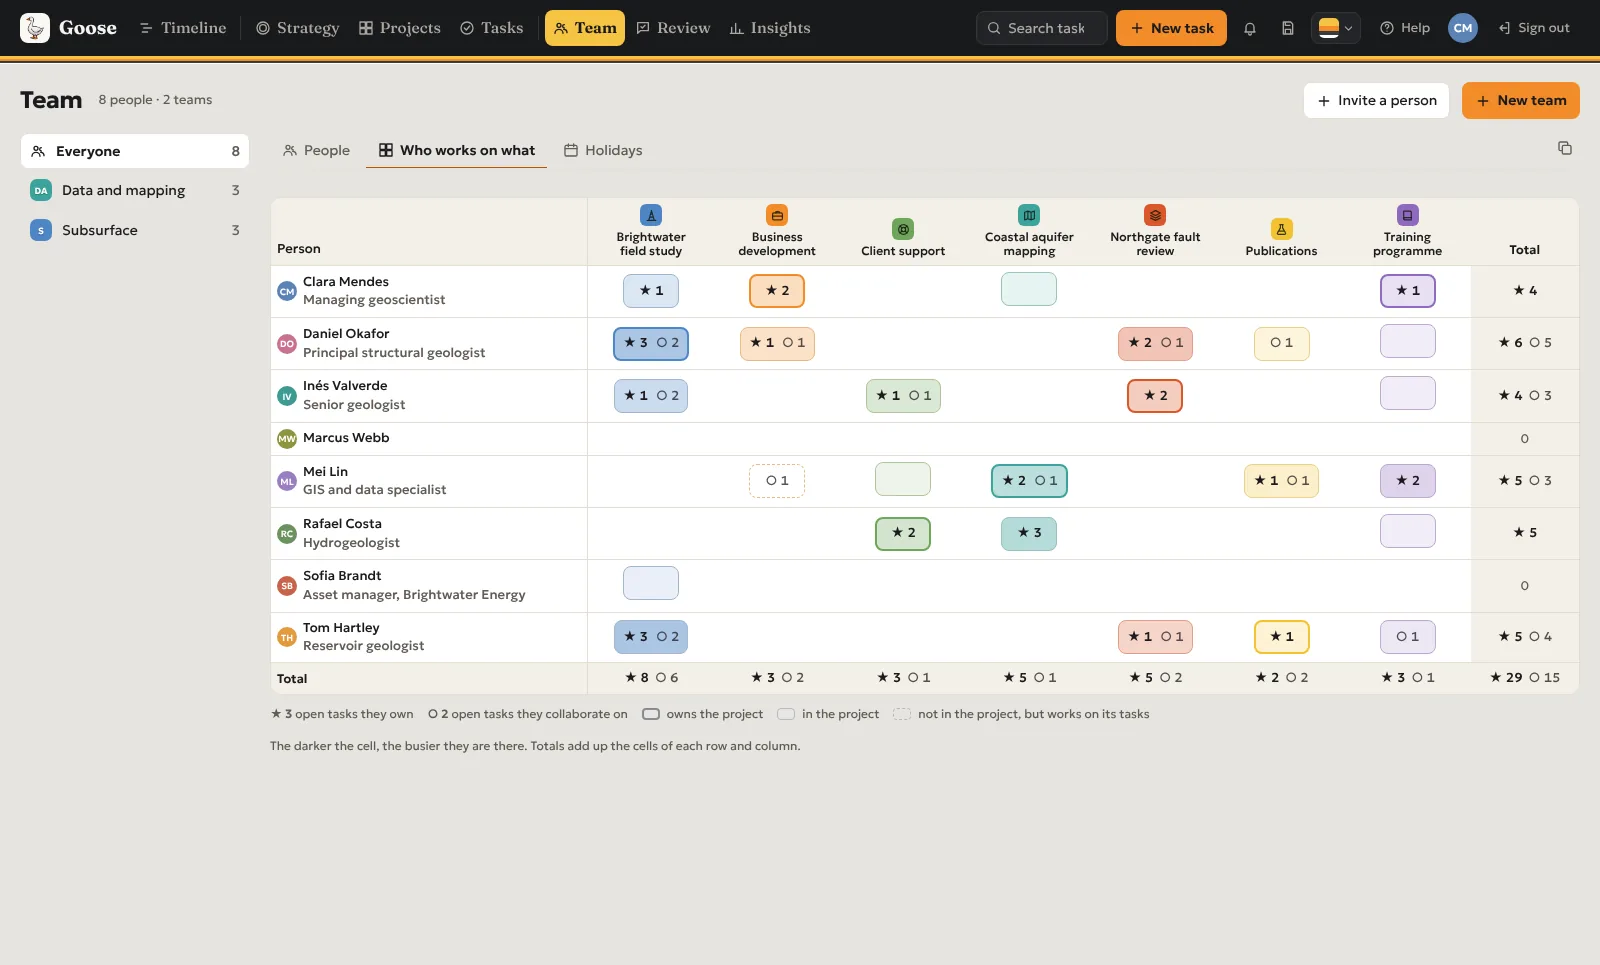 Goose
Timeline
Strategy
Projects
Tasks
Team
Review
Insights
Search task
+ New task
Help
CM
Sign out
Team
8 people · 2 teams
+ Invite a person
+ New team
Everyone 8
DA Data and mapping 3
S Subsurface 3
People
Who works on what
Holidays
Person
Brightwater
field study
Business
development
Client support
Coastal aquifer
mapping
Northgate fault
review
Publications
Training
programme
Total
CM Clara Mendes
Managing geoscientist
★ 1
★ 2
★ 1
★ 4
DO Daniel Okafor
Principal structural geologist
★ 3 ○ 2
★ 1 ○ 1
★ 2 ○ 1
○ 1
★ 6 ○ 5
IV Inés Valverde
Senior geologist
★ 1 ○ 2
★ 1 ○ 1
★ 2
★ 4 ○ 3
MW Marcus Webb
0
ML Mei Lin
GIS and data specialist
○ 1
★ 2 ○ 1
★ 1 ○ 1
★ 2
★ 5 ○ 3
RC Rafael Costa
Hydrogeologist
★ 2
★ 3
★ 5
SB Sofia Brandt
Asset manager, Brightwater Energy
0
TH Tom Hartley
Reservoir geologist
★ 3 ○ 2
★ 1 ○ 1
★ 1
○ 1
★ 5 ○ 4
Total
★ 8 ○ 6
★ 3 ○ 2
★ 3 ○ 1
★ 5 ○ 1
★ 5 ○ 2
★ 2 ○ 2
★ 3 ○ 1
★ 29 ○ 15
★ 3 open tasks they own ○ 2 open tasks they collaborate on owns the project in the project not in the project, but works on its tasks
The darker the cell, the busier they are there. Totals add up the cells of each row and column.